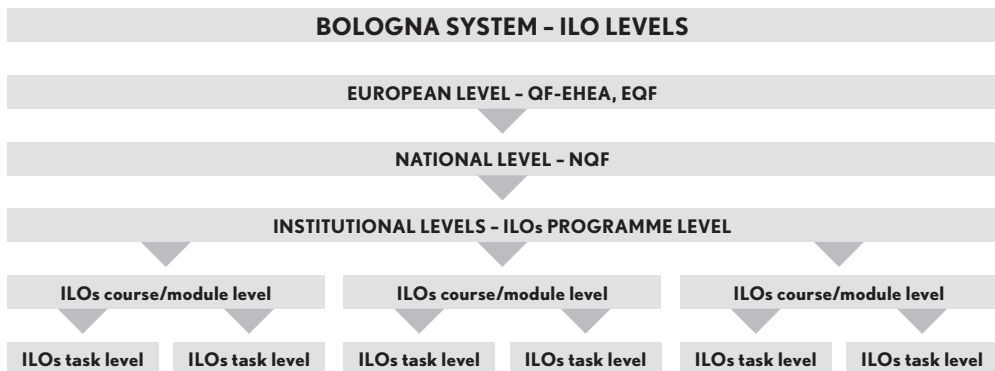 BOLOGNA SYSTEM – ILO LEVELS
EUROPEAN LEVEL – QF-EHEA, EQF
NATIONAL LEVEL – NQF
INSTITUTIONAL LEVELS – ILOs PROGRAMME LEVEL
ILOs course/module level
ILOs course/module level
ILOs course/module level
ILOs task level
ILOs task level
ILOs task level
ILOs task level
ILOs task level
ILOs task level